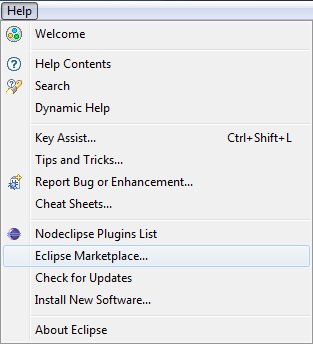 Help
Welcome
Help Contents
Search
Dynamic Help
Key Assist... Ctrl+Shift+L
Tips and Tricks...
Report Bug or Enhancement...
Cheat Sheets...
Nodeclipse Plugins List
Eclipse Marketplace...
Check for Updates
Install New Software...
About Eclipse